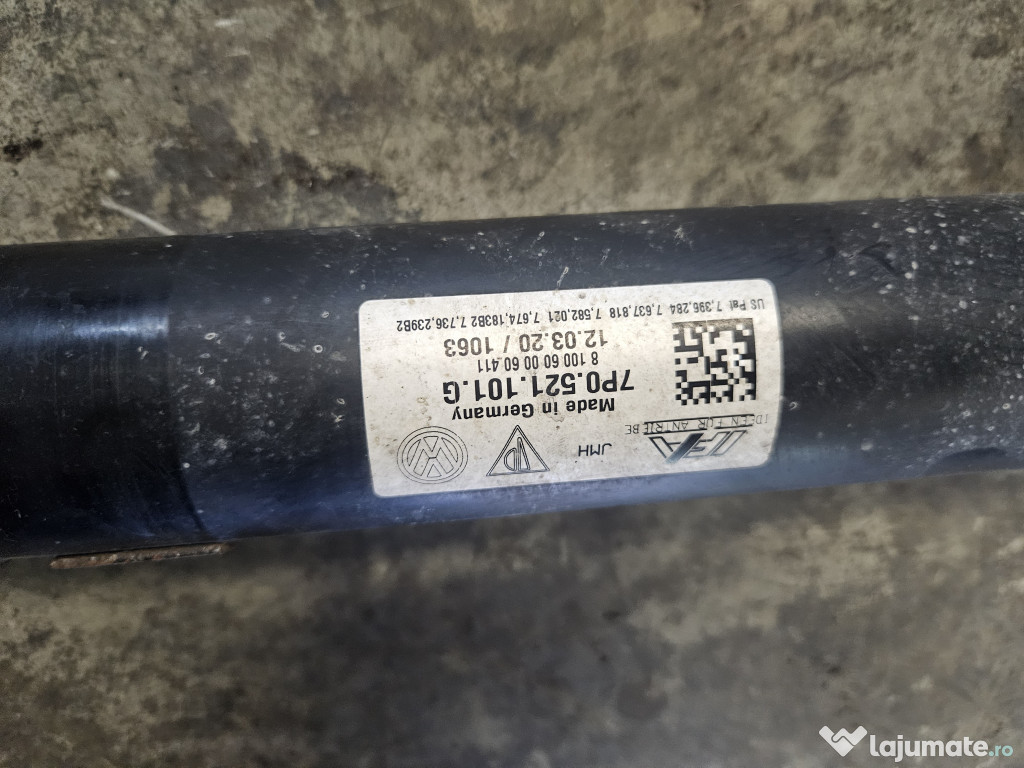 IFA
IDEEN FÜR ANTRIEBE
JMH
Made in Germany
7P0.521.101.G
8 100 60 00 60 411
12.03.20 / 1063
US Pat 7,396,284 7,637,818 7,582,021 7,674,183B2 7,736,239B2
lajumate.ro